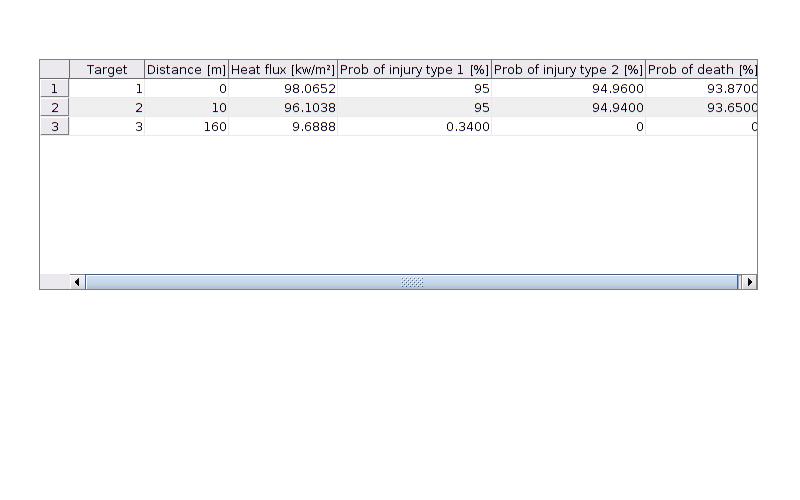 Target Distance [m] Heat flux [kw/m²] Prob of injury type 1 [%] Prob of injury type 2 [%] Prob of death [%]
1 1 0 98.0652 95 94.9600 93.8700
2 2 10 96.1038 95 94.9400 93.6500
3 3 160 9.6888 0.3400 0 0